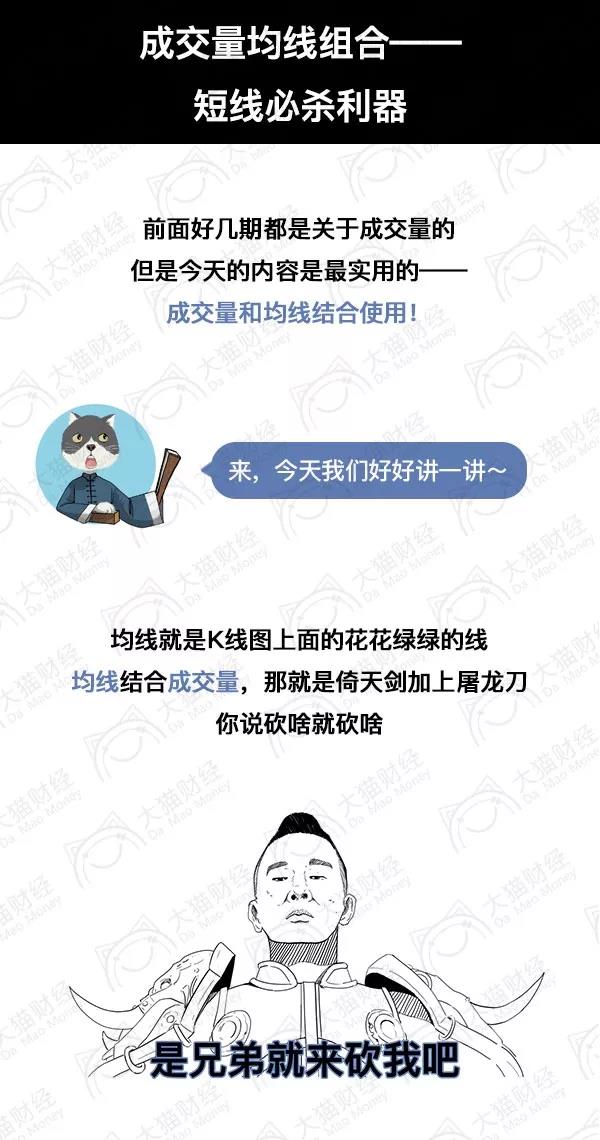 成交量均线组合——
短线必杀利器
前面好几期都是关于成交量的
但是今天的内容是最实用的——
成交量和均线结合使用！
来，今天我们好好讲一讲～
均线就是K线图上面的花花绿绿的线
均线结合成交量，那就是倚天剑加上屠龙刀
你说砍啥就砍啥
是兄弟就来砍我吧
大猫财经
Da Mao Money